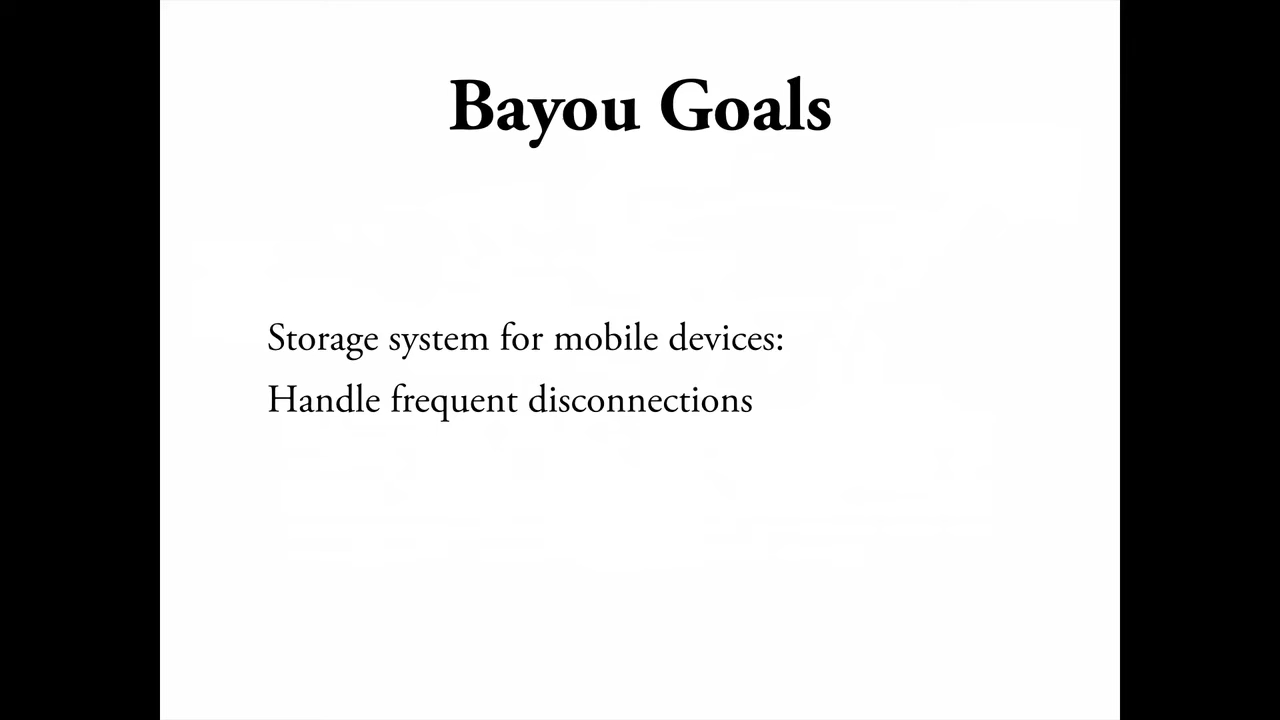 Bayou Goals
Storage system for mobile devices:
Handle frequent disconnections